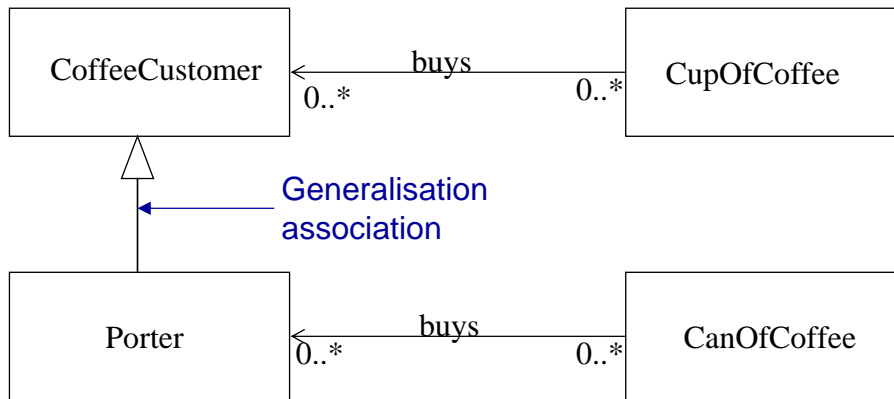 CoffeeCustomer
buys
CupOfCoffee
0..*
0..*
Generalisation
association
Porter
buys
CanOfCoffee
0..*
0..*